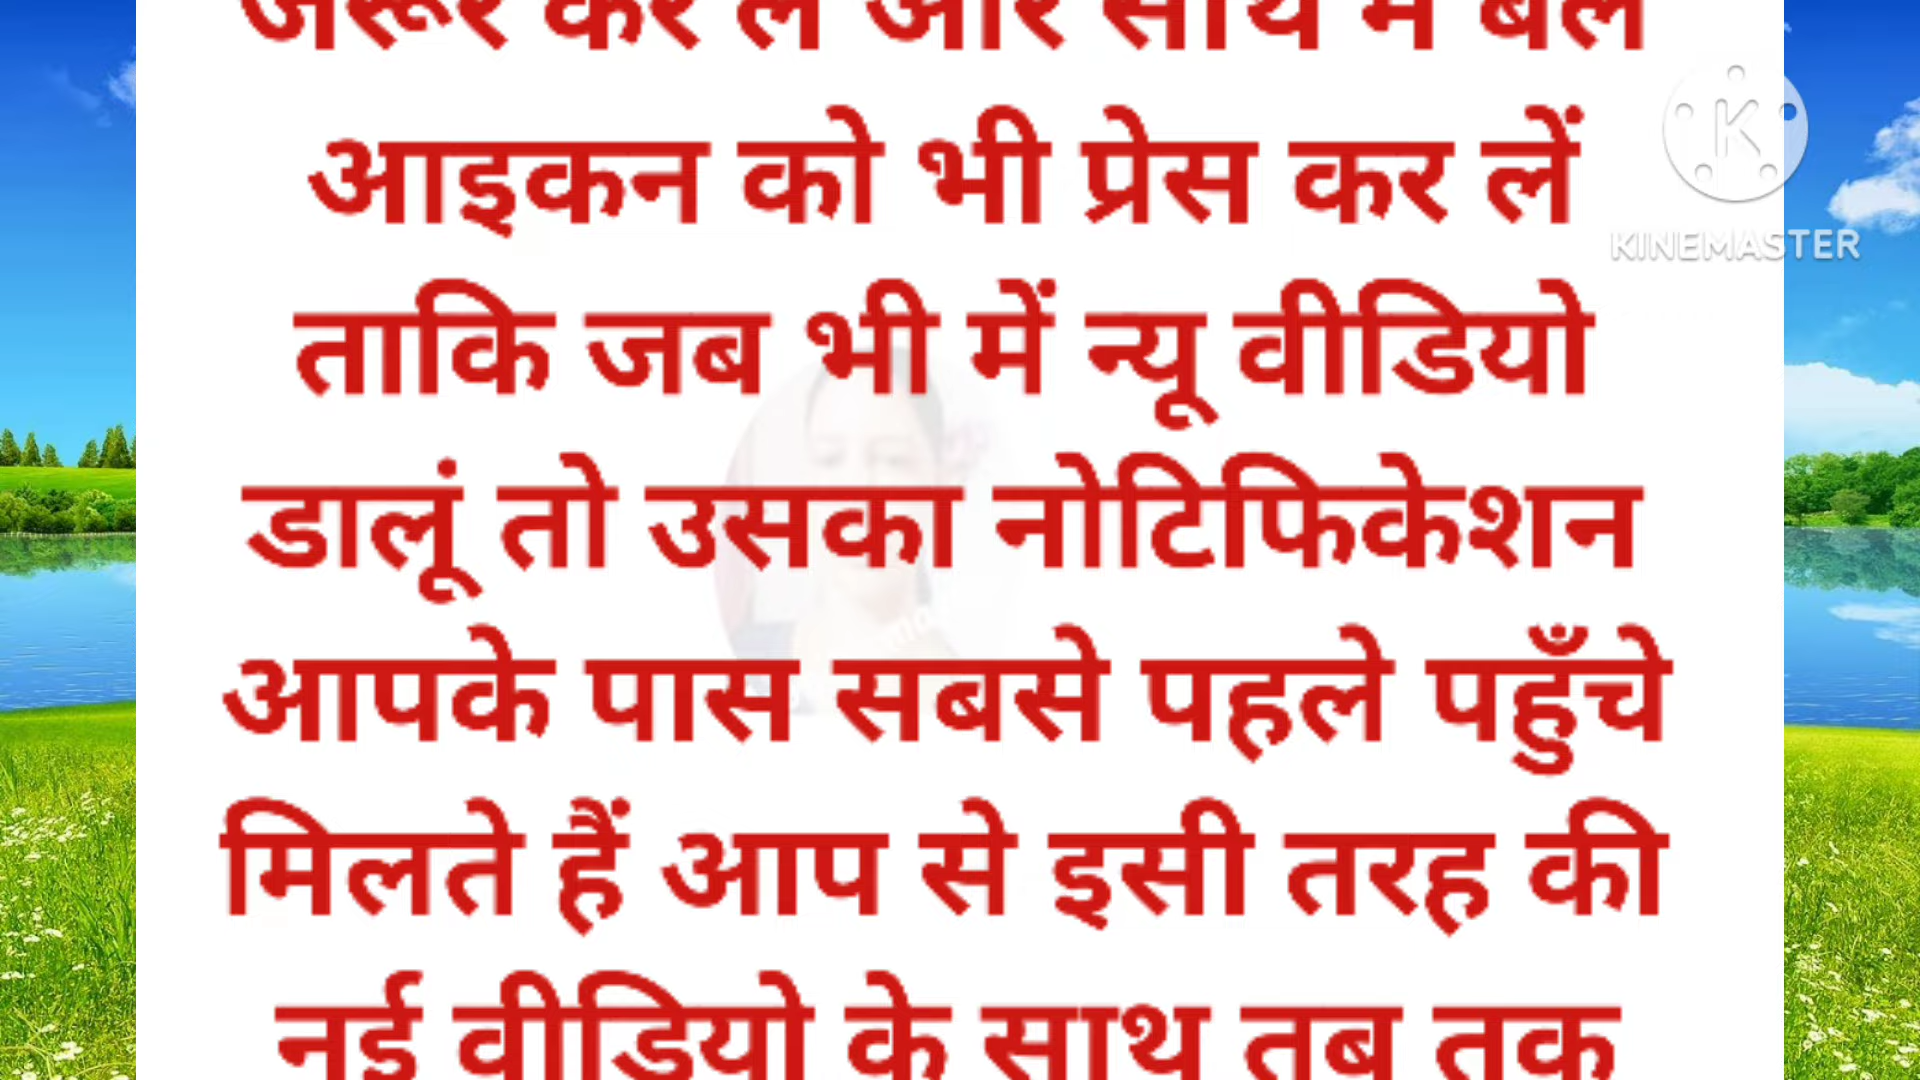 जरूर कर लें और साथ में बेल
आइकन को भी प्रेस कर लें
ताकि जब भी में न्यू वीडियो
डालूं तो उसका नोटिफिकेशन
आपके पास सबसे पहले पहुँचे
मिलते हैं आप से इसी तरह की
नई वीडियो के साथ तब तक
K
KINEMASTER